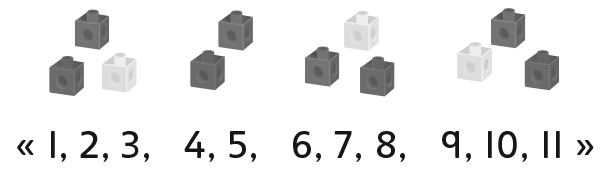 « 1, 2, 3, 4, 5, 6, 7, 8, 9, 10, 11 »